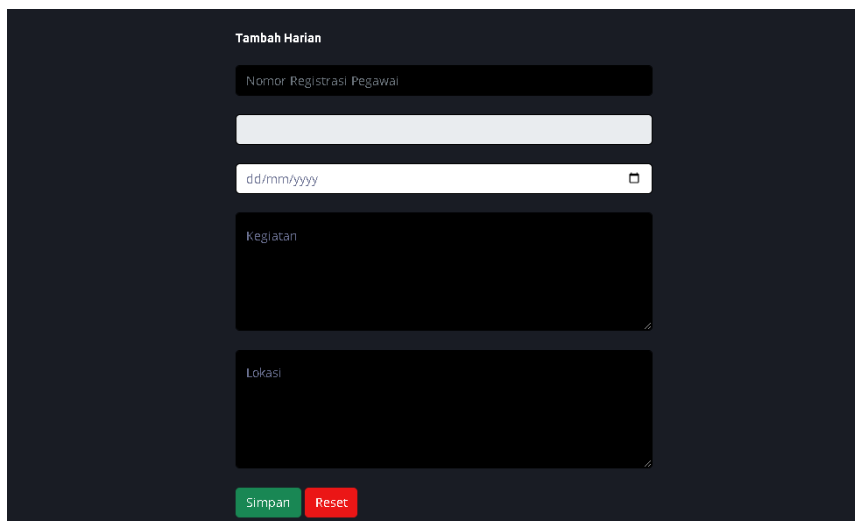 Tambah Harian
Nomor Registrasi Pegawai
dd/mm/yyyy
Kegiatan
Lokasi
Simpan Reset